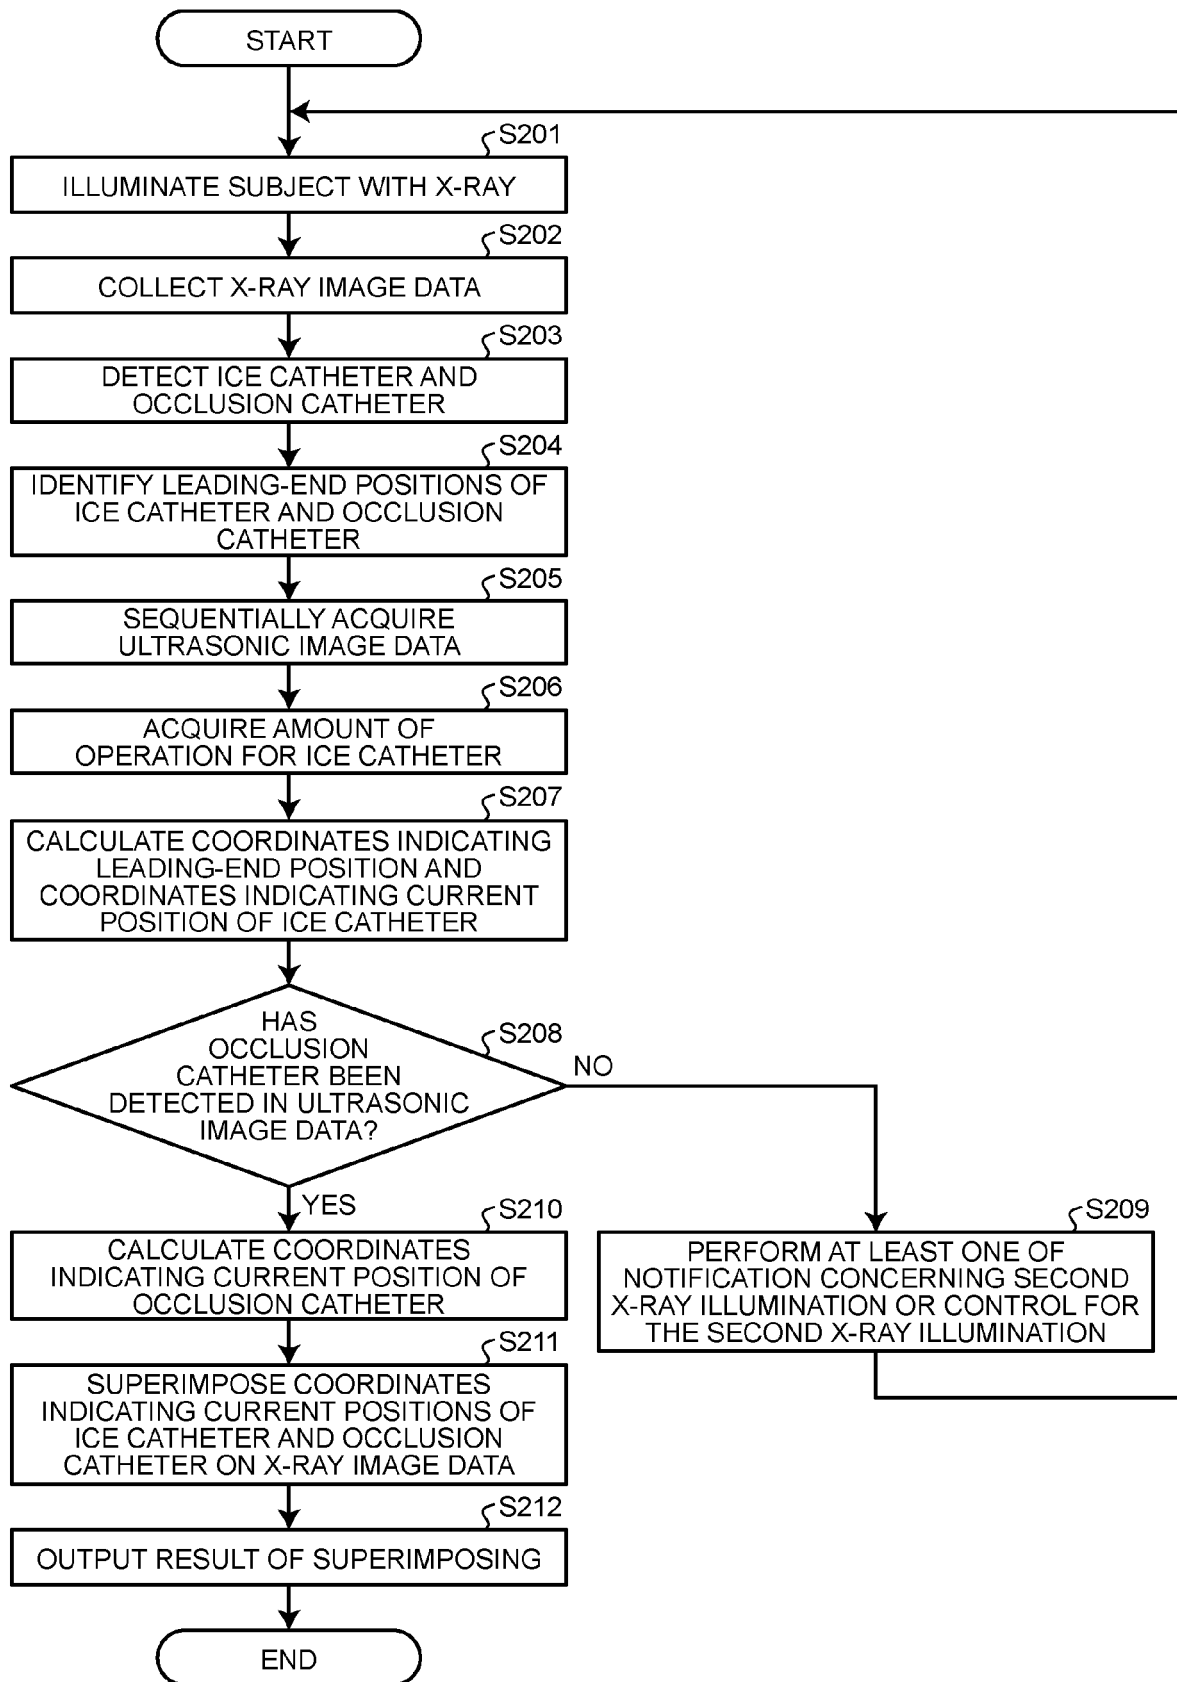 START
S201
ILLUMINATE SUBJECT WITH X-RAY
S202
COLLECT X-RAY IMAGE DATA
S203
DETECT ICE CATHETER AND
OCCLUSION CATHETER
S204
IDENTIFY LEADING-END POSITIONS OF
ICE CATHETER AND OCCLUSION
CATHETER
S205
SEQUENTIALLY ACQUIRE
ULTRASONIC IMAGE DATA
S206
ACQUIRE AMOUNT OF
OPERATION FOR ICE CATHETER
S207
CALCULATE COORDINATES INDICATING
LEADING-END POSITION AND
COORDINATES INDICATING CURRENT
POSITION OF ICE CATHETER
S208
HAS
OCCLUSION
CATHETER BEEN
DETECTED IN ULTRASONIC
IMAGE DATA?
NO
YES
S209
PERFORM AT LEAST ONE OF
NOTIFICATION CONCERNING SECOND
X-RAY ILLUMINATION OR CONTROL FOR
THE SECOND X-RAY ILLUMINATION
S210
CALCULATE COORDINATES
INDICATING CURRENT POSITION OF
OCCLUSION CATHETER
S211
SUPERIMPOSE COORDINATES
INDICATING CURRENT POSITIONS OF
ICE CATHETER AND OCCLUSION
CATHETER ON X-RAY IMAGE DATA
S212
OUTPUT RESULT OF SUPERIMPOSING
END